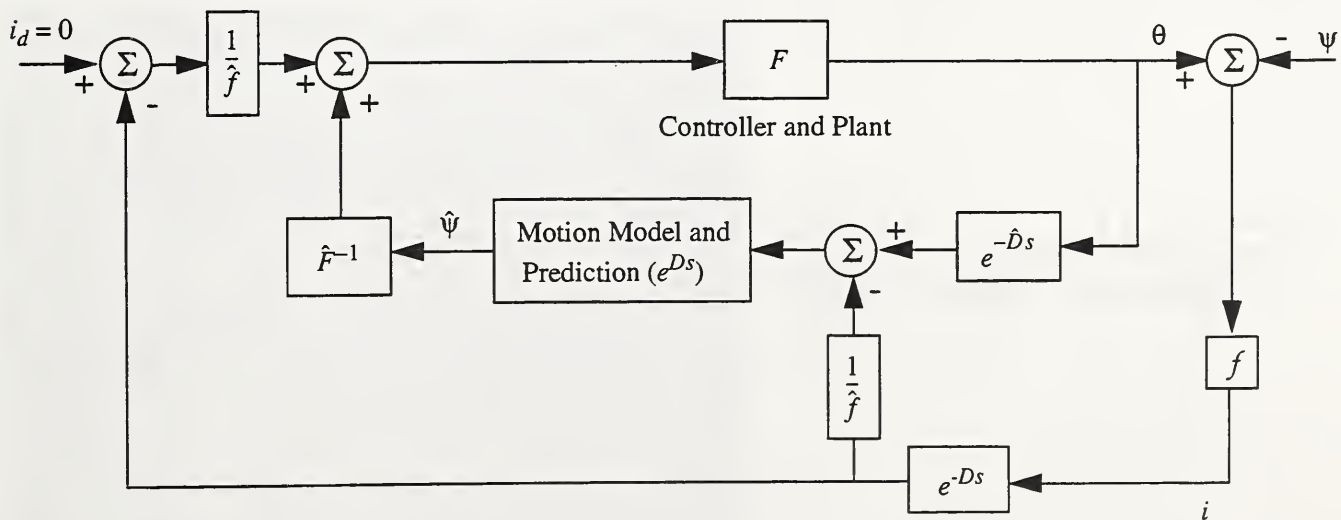 i_d = 0
+
Σ
-
1
f̂
+
Σ
+
F
Controller and Plant
θ
+
Σ
-
ψ
F̂⁻¹
ψ̂
Motion Model and
Prediction (e^{Ds})
Σ
+
-
e^{-D̂s}
1
f̂
f
e^{-Ds}
i